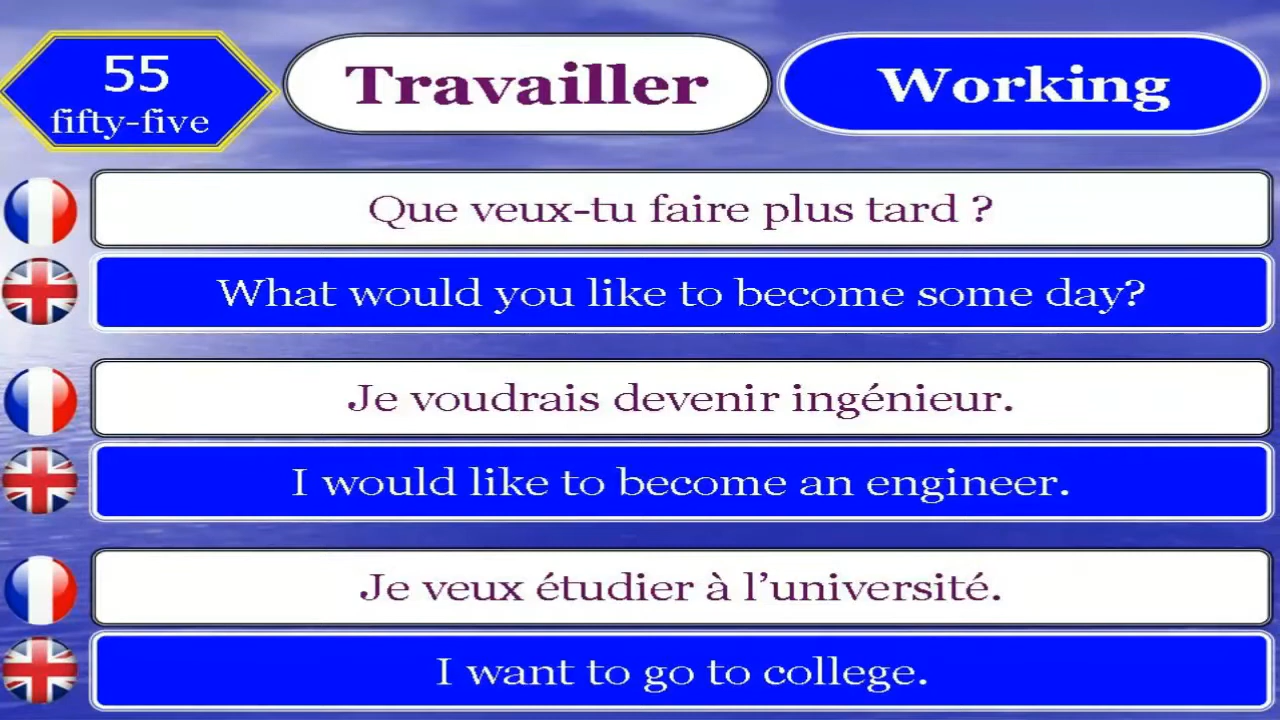 55
fifty-five
Travailler
Working
Que veux-tu faire plus tard ?
What would you like to become some day?
Je voudrais devenir ingénieur.
I would like to become an engineer.
Je veux étudier à l’université.
I want to go to college.